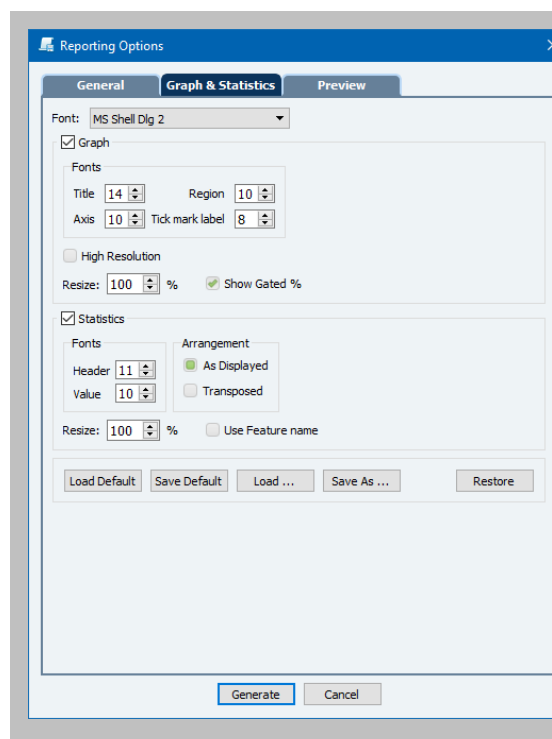 Reporting Options
General Graph & Statistics Preview
Font: MS Shell Dlg 2
Graph
Fonts
Title 14 Region 10
Axis 10 Tick mark label 8
High Resolution
Resize: 100 % Show Gated %
Statistics
Fonts Arrangement
Header 11 As Displayed
Value 10 Transposed
Resize: 100 % Use Feature name
Load Default Save Default Load ... Save As ... Restore
Generate Cancel